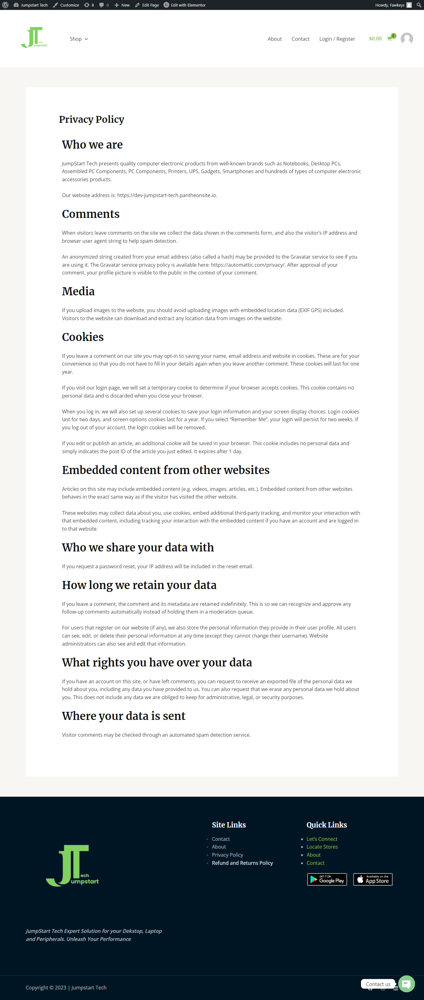 Jumpstart Tech Customize 8 0 New Edit Page Edit with Elementor Howdy, Fawkeys
JT ech umpstart
Shop About Contact Login / Register $0.00 0
Privacy Policy
Who we are
JumpStart Tech presents quality computer electronic products from well-known brands such as Notebooks, Desktop PCs,
Assembled PC Components, PC Components, Printers, UPS, Gadgets, Smartphones and hundreds of types of computer electronic
accessories products.
Our website address is: https://dev-jumpstart-tech.pantheonsite.io.
Comments
When visitors leave comments on the site we collect the data shown in the comments form, and also the visitor’s IP address and
browser user agent string to help spam detection.
An anonymized string created from your email address (also called a hash) may be provided to the Gravatar service to see if you
are using it. The Gravatar service privacy policy is available here: https://automattic.com/privacy/. After approval of your
comment, your profile picture is visible to the public in the context of your comment.
Media
If you upload images to the website, you should avoid uploading images with embedded location data (EXIF GPS) included.
Visitors to the website can download and extract any location data from images on the website.
Cookies
If you leave a comment on our site you may opt-in to saving your name, email address and website in cookies. These are for your
convenience so that you do not have to fill in your details again when you leave another comment. These cookies will last for one
year.
If you visit our login page, we will set a temporary cookie to determine if your browser accepts cookies. This cookie contains no
personal data and is discarded when you close your browser.
When you log in, we will also set up several cookies to save your login information and your screen display choices. Login cookies
last for two days, and screen options cookies last for a year. If you select “Remember Me”, your login will persist for two weeks. If
you log out of your account, the login cookies will be removed.
If you edit or publish an article, an additional cookie will be saved in your browser. This cookie includes no personal data and
simply indicates the post ID of the article you just edited. It expires after 1 day.
Embedded content from other websites
Articles on this site may include embedded content (e.g. videos, images, articles, etc.). Embedded content from other websites
behaves in the exact same way as if the visitor has visited the other website.
These websites may collect data about you, use cookies, embed additional third-party tracking, and monitor your interaction with
that embedded content, including tracking your interaction with the embedded content if you have an account and are logged in
to that website.
Who we share your data with
If you request a password reset, your IP address will be included in the reset email.
How long we retain your data
If you leave a comment, the comment and its metadata are retained indefinitely. This is so we can recognize and approve any
follow-up comments automatically instead of holding them in a moderation queue.
For users that register on our website (if any), we also store the personal information they provide in their user profile. All users
can see, edit, or delete their personal information at any time (except they cannot change their username). Website
administrators can also see and edit that information.
What rights you have over your data
If you have an account on this site, or have left comments, you can request to receive an exported file of the personal data we
hold about you, including any data you have provided to us. You can also request that we erase any personal data we hold about
you. This does not include any data we are obliged to keep for administrative, legal, or security purposes.
Where your data is sent
Visitor comments may be checked through an automated spam detection service.
JT ech umpstart
JumpStart Tech Expert Solution for your Dekstop, Laptop
and Peripherals. Unleash Your Performance
Site Links
Contact
About
Privacy Policy
Refund and Returns Policy
Quick Links
Let’s Connect
Locate Stores
About
Contact
GET IT ON
Google Play
Available on the
App Store
Copyright © 2023 | Jumpstart Tech
Contact us